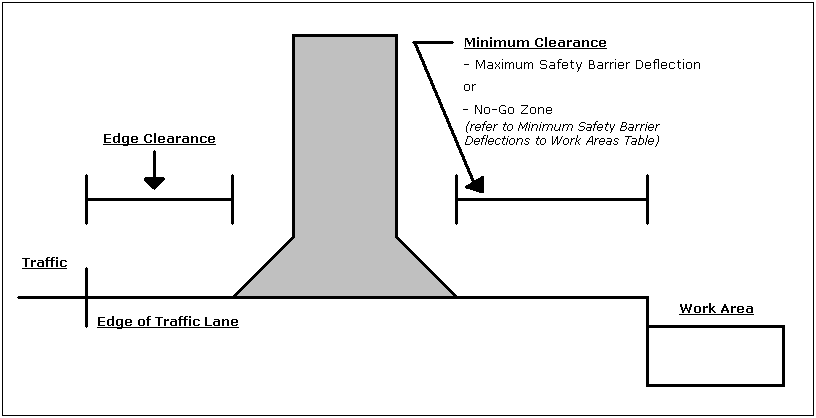 Minimum Clearance
- Maximum Safety Barrier Deflection
or
- No-Go Zone
(refer to Minimum Safety Barrier
Deflections to Work Areas Table)
Edge Clearance
Traffic
Edge of Traffic Lane
Work Area